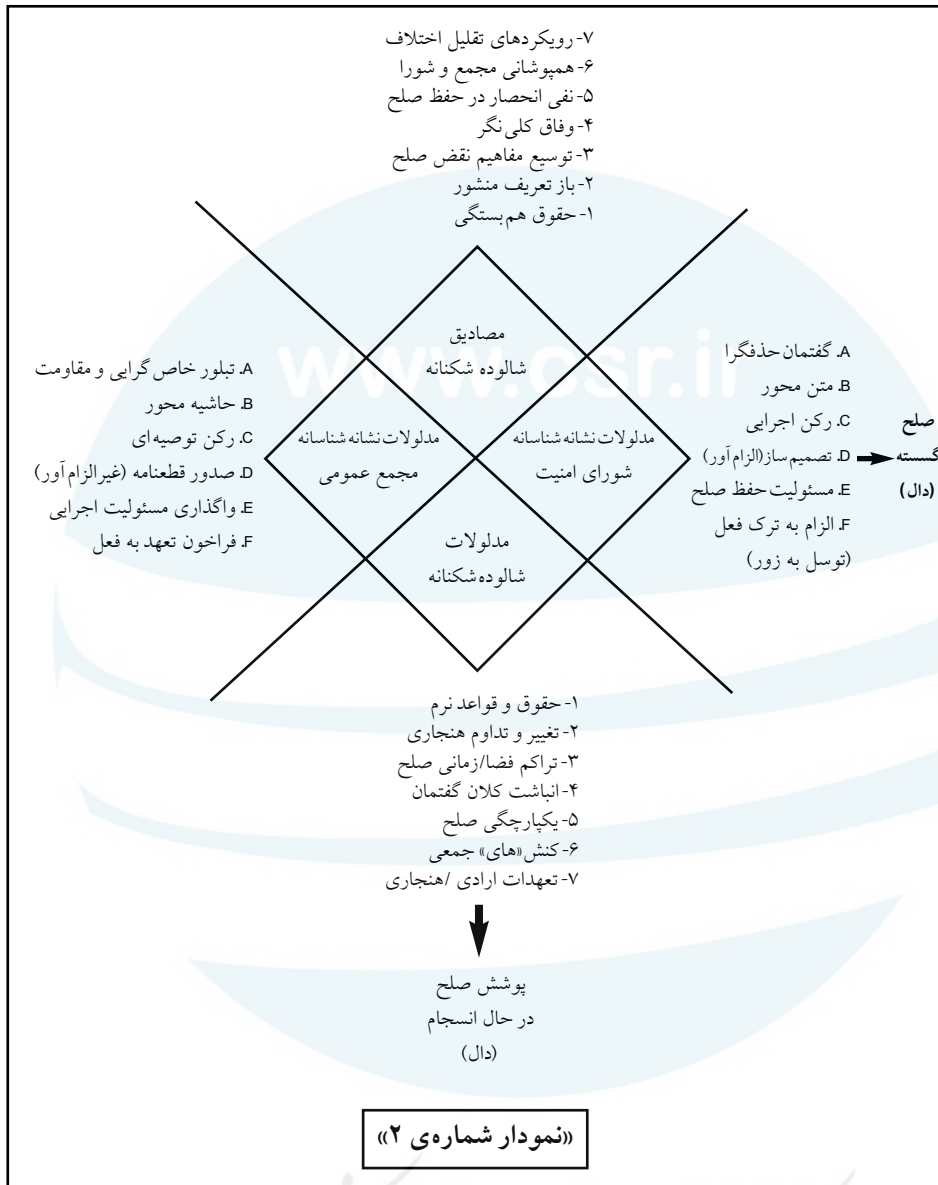 ۷- رویکردهای تقلیل اختلاف
۶- همپوشانی مجمع و شورا
۵- نفی انحصار در حفظ صلح
۴- وفاق کلی نگر
۳- توسیع مفاهیم نقض صلح
۲- باز تعریف منشور
۱- حقوق هم‌بستگی
مصادیق
شالوده شکنانه
www.csr.ir
A. گفتمان حذفگرا
B. متن محور
C. رکن اجرایی
D. تصمیم ساز(الزام آور)
E. مسئولیت حفظ صلح
F. الزام به ترک فعل
(توسل به زور)
صلح
گسسته
(دال)
مدلولات نشانه شناسانه
شورای امنیت
مدلولات نشانه شناسانه
مجمع عمومی
A. تبلور خاص گرایی و مقاومت
B. حاشیه محور
C. رکن توصیه‌ای
D. صدور قطعنامه (غیرالزام آور)
E. واگذاری مسئولیت اجرایی
F. فراخون تعهد به فعل
مدلولات
شالوده شکنانه
۱- حقوق و قواعد نرم
۲- تغییر و تداوم هنجاری
۳- تراکم فضا/زمانی صلح
۴- انباشت کلان گفتمان
۵- یکپارچگی صلح
۶- کنش«های» جمعی
۷- تعهدات ارادی /هنجاری
پوشش صلح
در حال انسجام
(دال)
«نمودار شماره‌ی ۲»